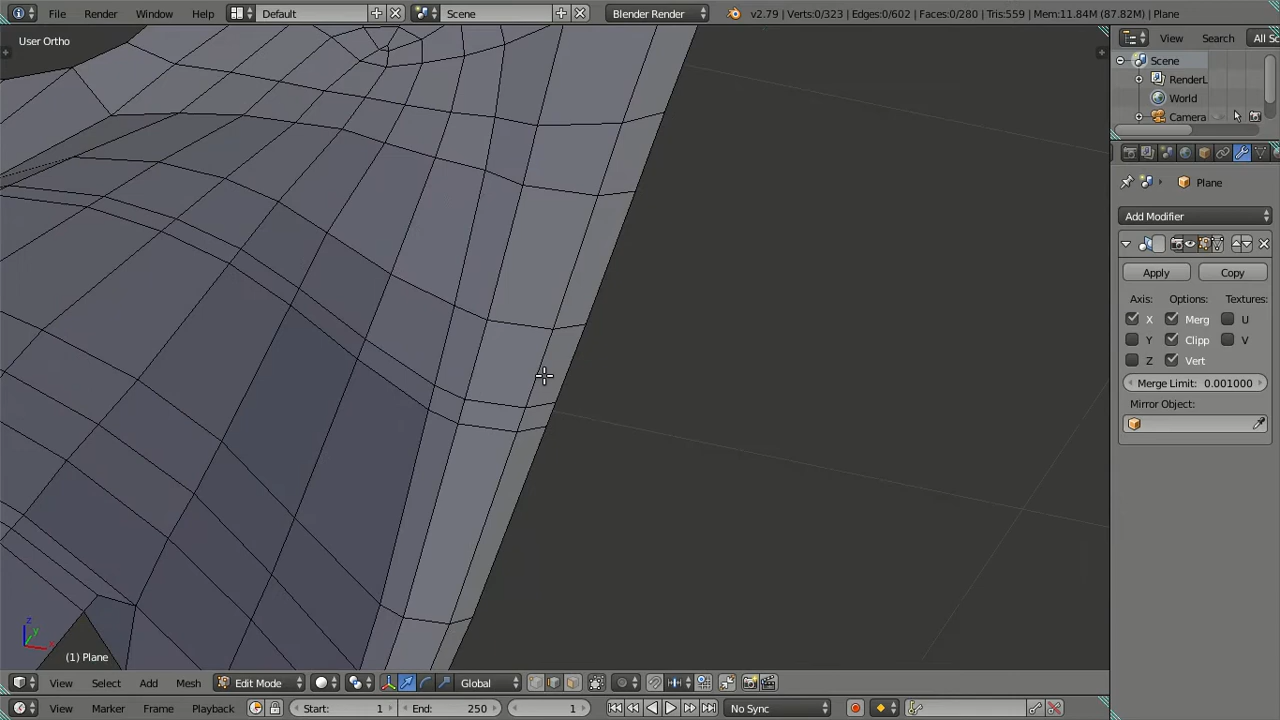 File Render Window Help Default Scene Blender Render v2.79 | Verts:0/323 | Edges:0/602 | Faces:0/280 | Tris:559 | Mem:11.84M (87.82M) | Plane
User Ortho
View Search All Sc
Scene
RenderL
World
Camera
Plane
Add Modifier
Apply Copy
Axis: Options: Textures:
X Merg U
Y Clipp V
Z Vert
Merge Limit: 0.001000
Mirror Object:
z
y
x
(1) Plane
View Select Add Mesh Edit Mode Global
View Marker Frame Playback Start: 1 End: 250 1 No Sync